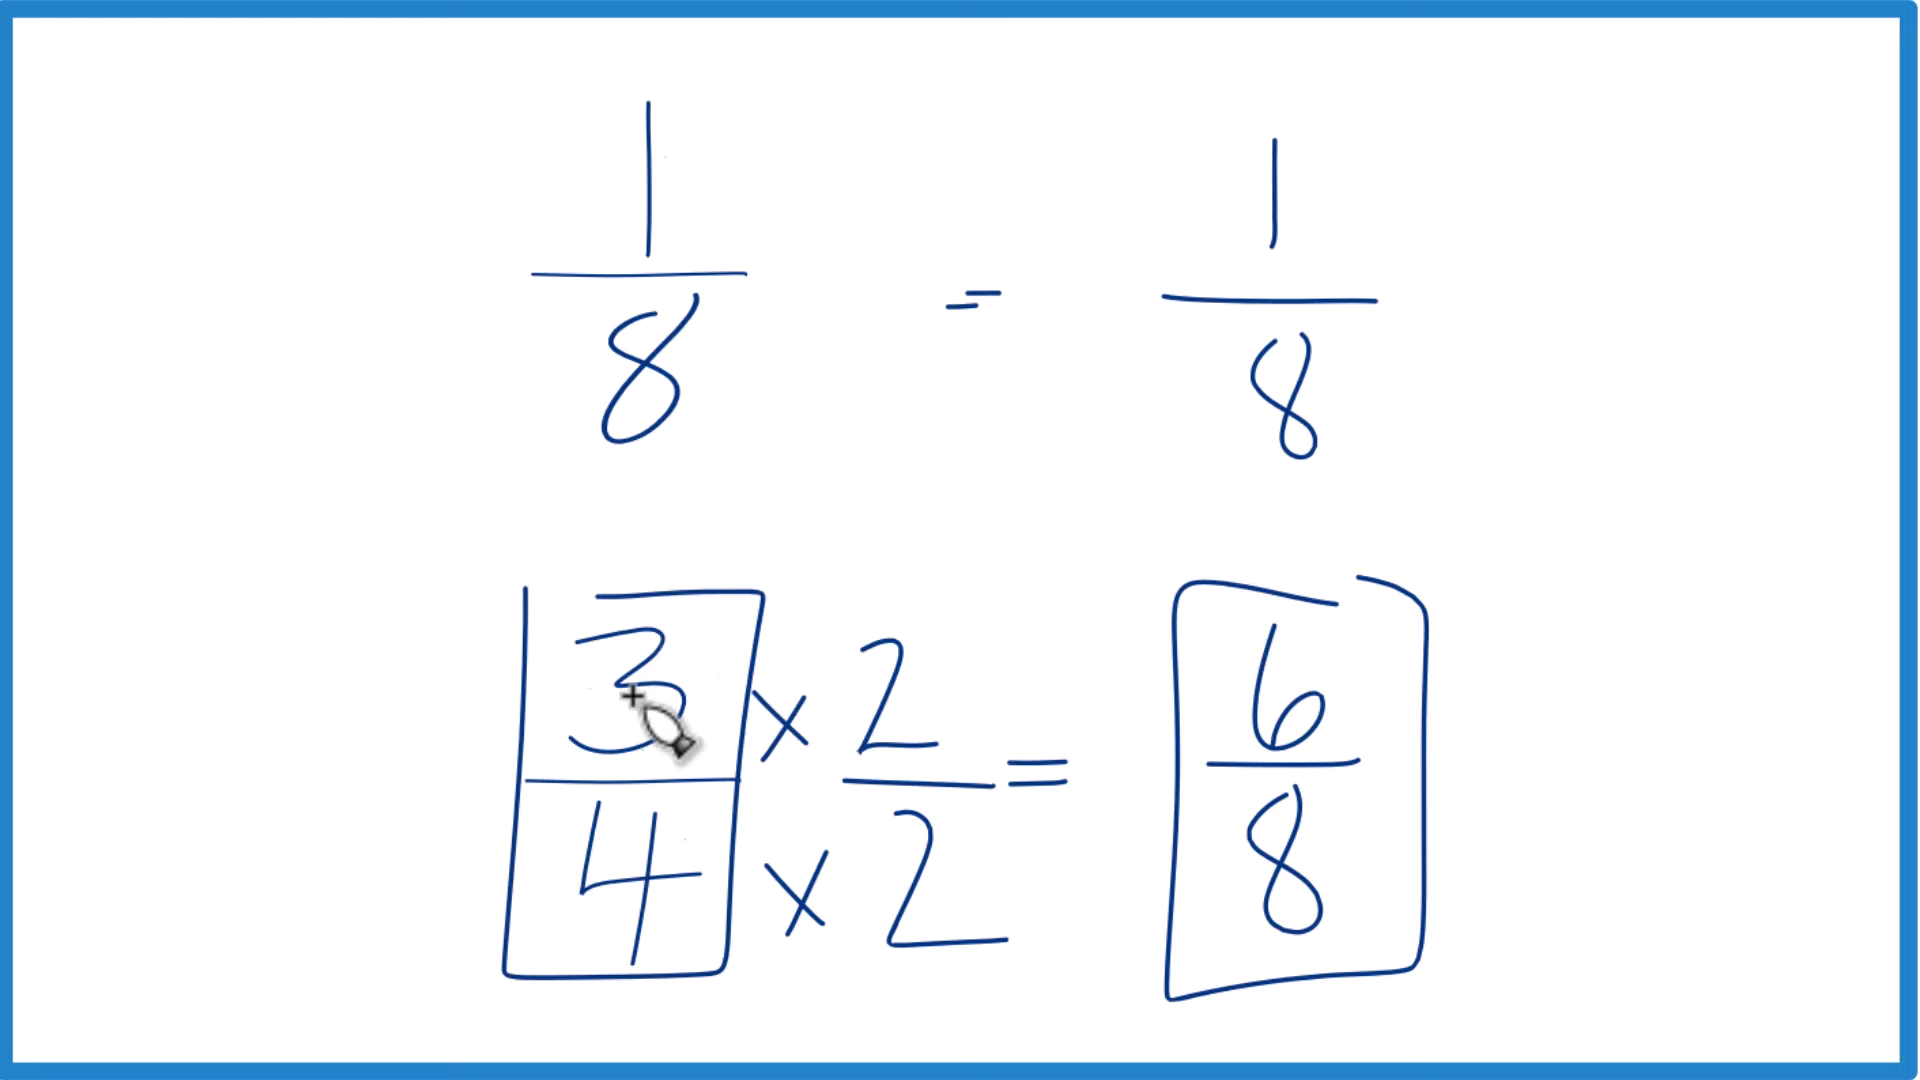 1/8 = 1/8
3/4 × 2/× 2 = 6/8